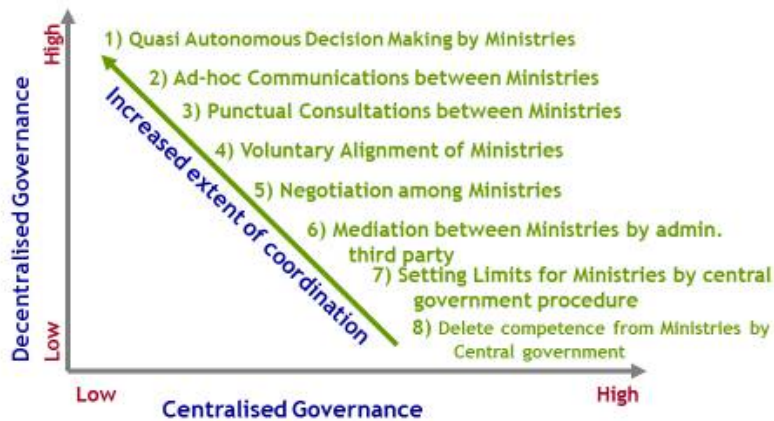 High
Decentralised Governance
Low
1) Quasi Autonomous Decision Making by Ministries
2) Ad-hoc Communications between Ministries
3) Punctual Consultations between Ministries
4) Voluntary Alignment of Ministries
5) Negotiation among Ministries
6) Mediation between Ministries by admin.
third party
7) Setting Limits for Ministries by central
government procedure
8) Delete competence from Ministries by
Central government
Increased extent of coordination
Low
High
Centralised Governance